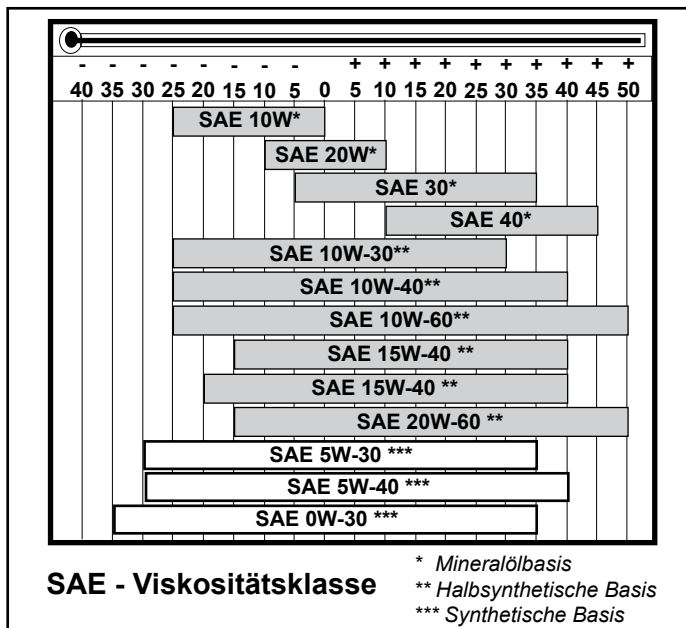 - - - - - - - - + + + + + + + + + +
40 35 30 25 20 15 10 5 0 5 10 15 20 25 30 35 40 45 50
SAE 10W*
SAE 20W*
SAE 30*
SAE 40*
SAE 10W-30**
SAE 10W-40**
SAE 10W-60**
SAE 15W-40 **
SAE 15W-40 **
SAE 20W-60 **
SAE 5W-30 ***
SAE 5W-40 ***
SAE 0W-30 ***
SAE - Viskositätsklasse
* Mineralölbasis
** Halbsynthetische Basis
*** Synthetische Basis